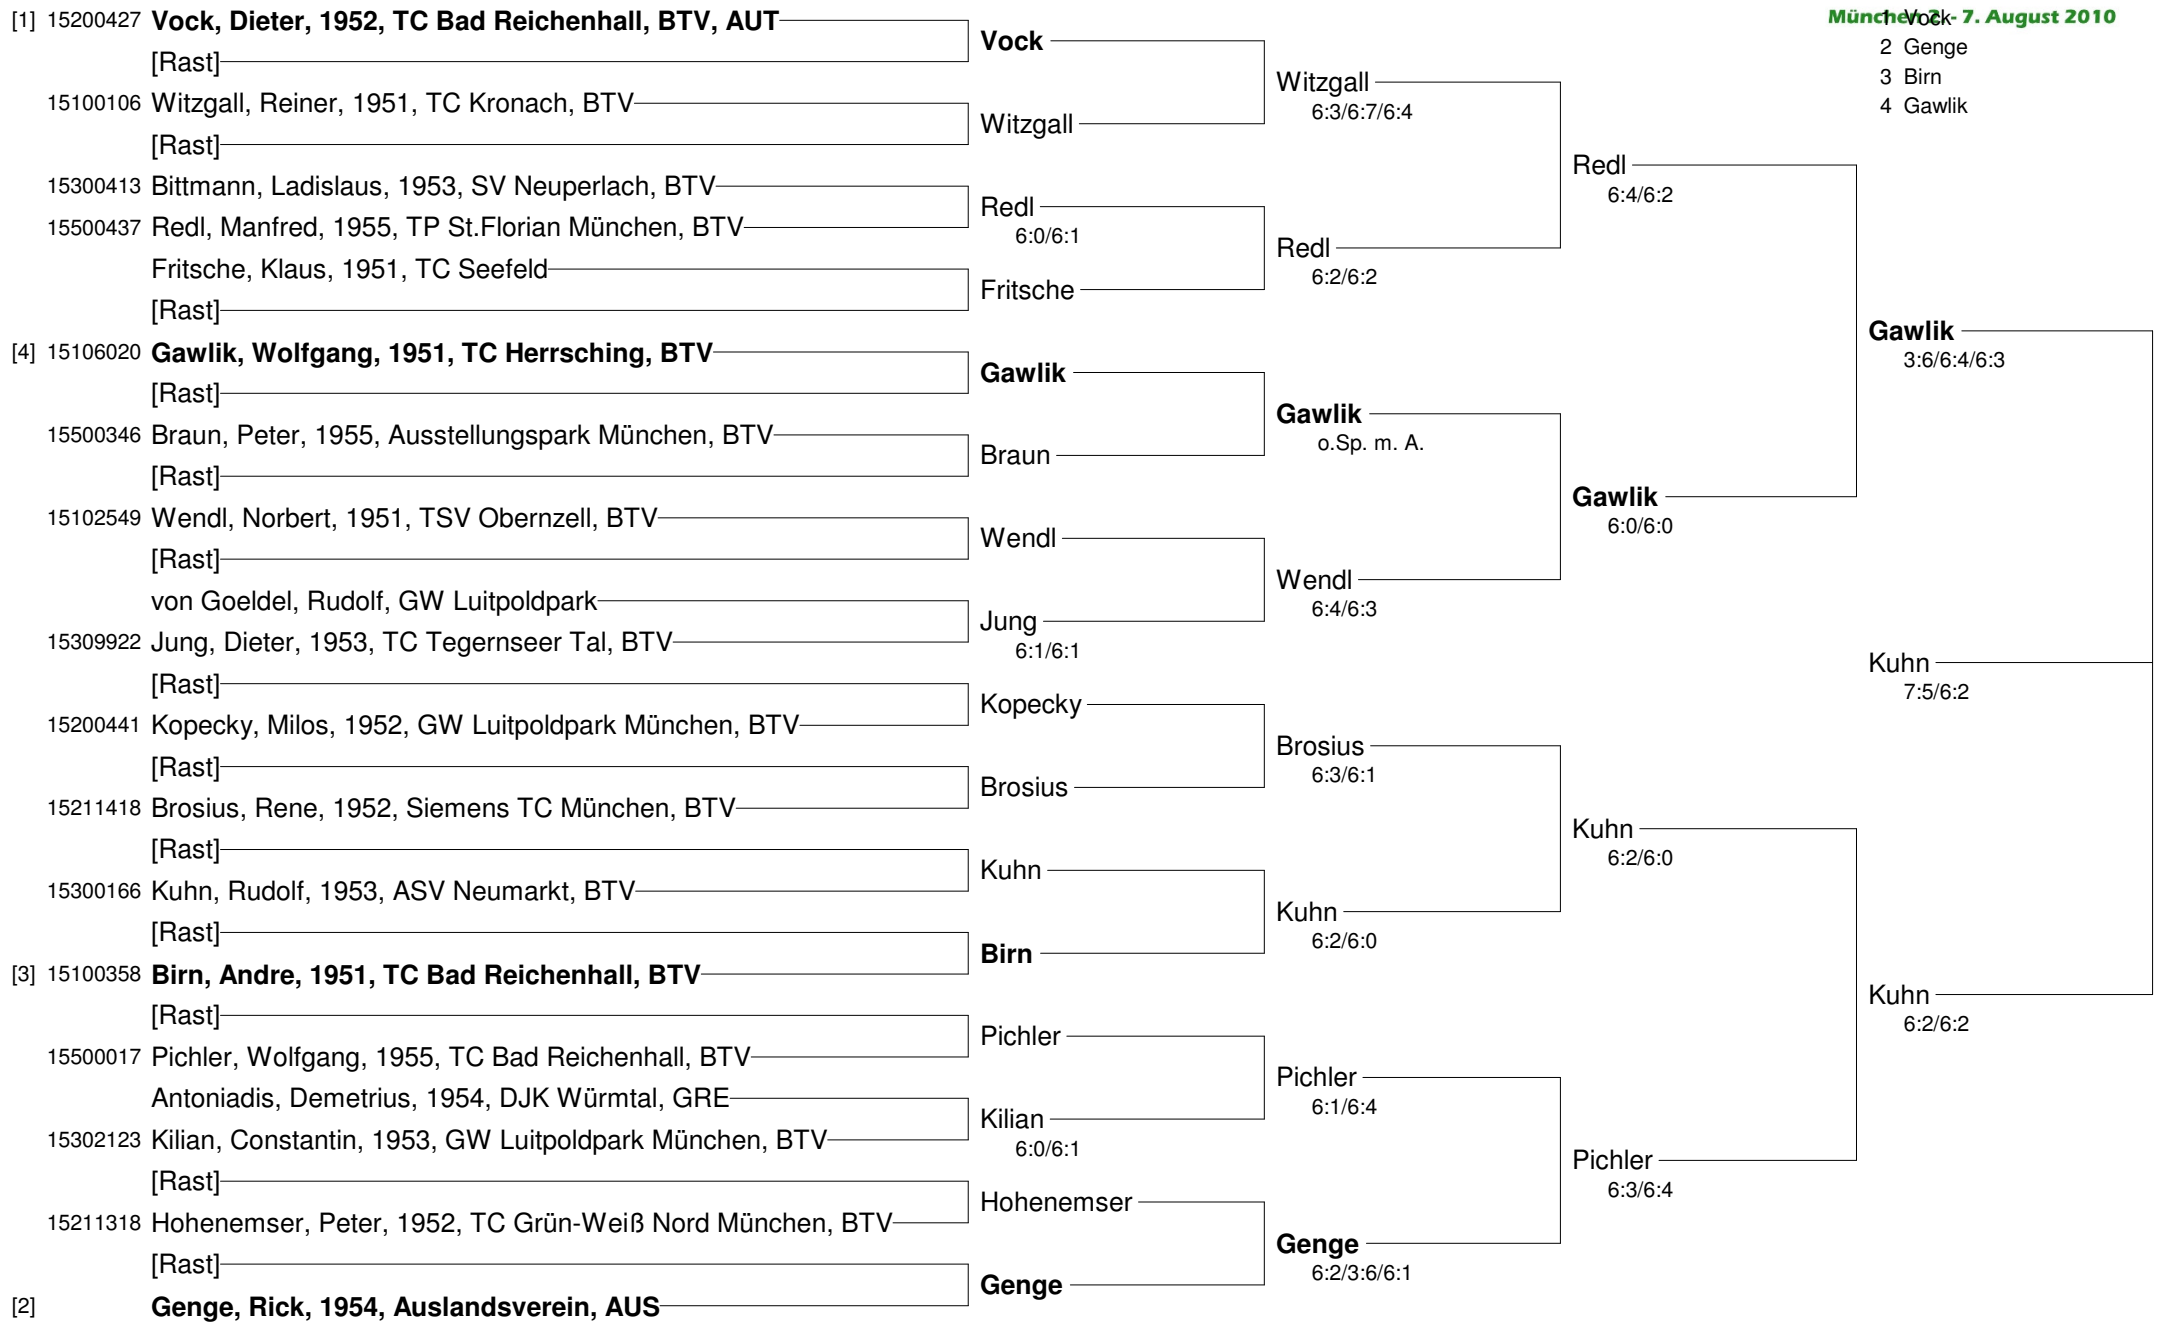 [1] 15200427 Vock, Dieter, 1952, TC Bad Reichenhall, BTV, AUT
[Rast]
15100106 Witzgall, Reiner, 1951, TC Kronach, BTV
[Rast]
15300413 Bittmann, Ladislaus, 1953, SV Neuperlach, BTV
15500437 Redl, Manfred, 1955, TP St.Florian München, BTV
Fritsche, Klaus, 1951, TC Seefeld
[Rast]
[4] 15106020 Gawlik, Wolfgang, 1951, TC Herrsching, BTV
[Rast]
15500346 Braun, Peter, 1955, Ausstellungspark München, BTV
[Rast]
15102549 Wendl, Norbert, 1951, TSV Obernzell, BTV
[Rast]
von Goeldel, Rudolf, GW Luitpoldpark
15309922 Jung, Dieter, 1953, TC Tegernseer Tal, BTV
[Rast]
15200441 Kopecky, Milos, 1952, GW Luitpoldpark München, BTV
[Rast]
15211418 Brosius, Rene, 1952, Siemens TC München, BTV
[Rast]
15300166 Kuhn, Rudolf, 1953, ASV Neumarkt, BTV
[Rast]
[3] 15100358 Birn, Andre, 1951, TC Bad Reichenhall, BTV
[Rast]
15500017 Pichler, Wolfgang, 1955, TC Bad Reichenhall, BTV
Antoniadis, Demetrius, 1954, DJK Würmtal, GRE
15302123 Kilian, Constantin, 1953, GW Luitpoldpark München, BTV
[Rast]
15211318 Hohenemser, Peter, 1952, TC Grün-Weiß Nord München, BTV
[Rast]
[2] Genge, Rick, 1954, Auslandsverein, AUS
Vock
Witzgall
Redl
6:0/6:1
Fritsche
Gawlik
Braun
Wendl
Jung
6:1/6:1
Kopecky
Brosius
Kuhn
Birn
Pichler
Kilian
6:0/6:1
Hohenemser
Genge
Witzgall
6:3/6:7/6:4
Redl
6:2/6:2
Gawlik
o.Sp. m. A.
Wendl
6:4/6:3
Brosius
6:3/6:1
Kuhn
6:2/6:0
Pichler
6:1/6:4
Genge
6:2/3:6/6:1
Redl
6:4/6:2
Gawlik
6:0/6:0
Kuhn
6:2/6:0
Pichler
6:3/6:4
Gawlik
3:6/6:4/6:3
Kuhn
7:5/6:2
Kuhn
6:2/6:2
München 2. - 7. August 2010
1 Vock
2 Genge
3 Birn
4 Gawlik